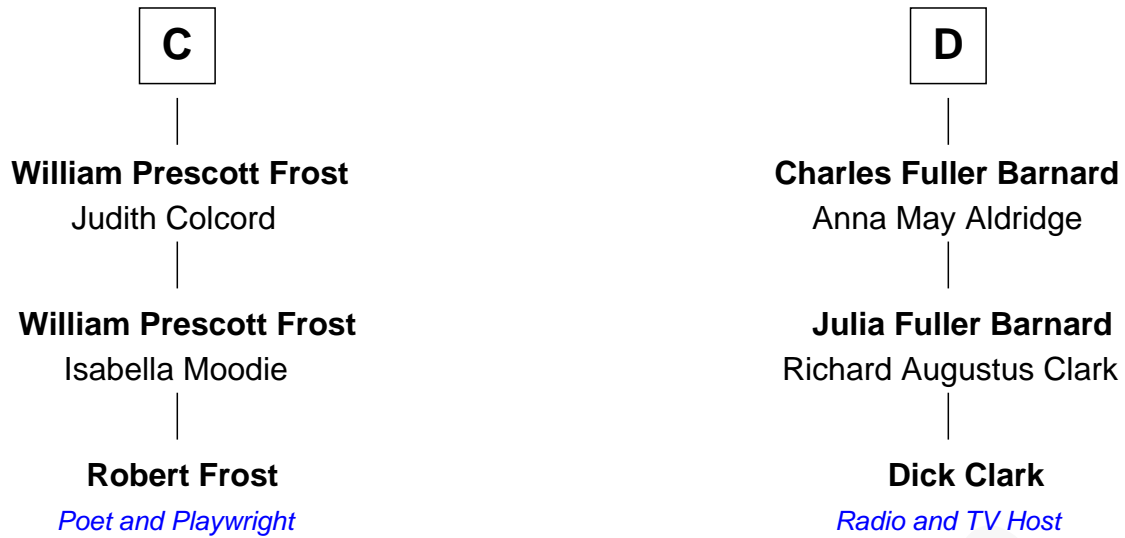 C
William Prescott Frost
Judith Colcord
William Prescott Frost
Isabella Moodie
Robert Frost
Poet and Playwright
D
Charles Fuller Barnard
Anna May Aldridge
Julia Fuller Barnard
Richard Augustus Clark
Dick Clark
Radio and TV Host